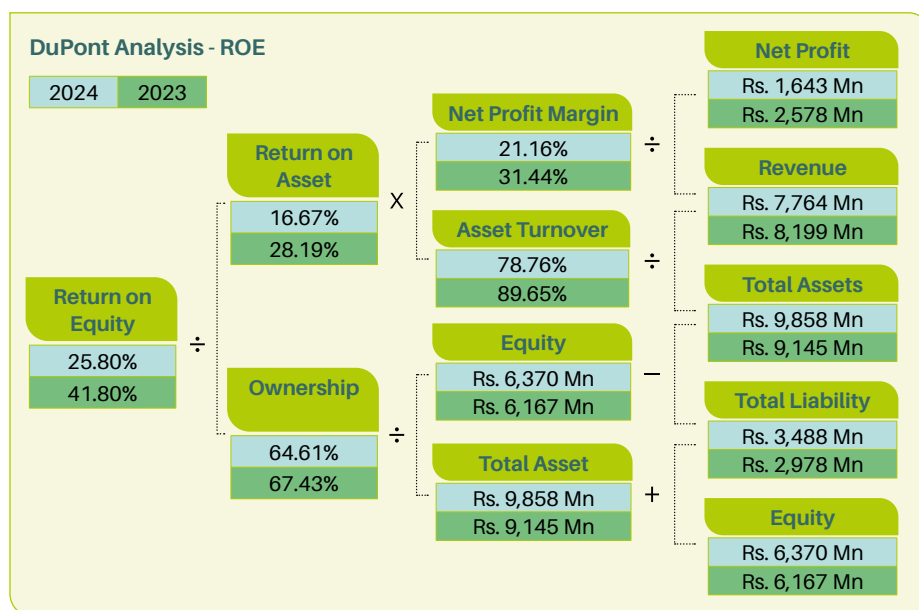 DuPont Analysis - ROE
2024 2023
Return on
Equity
25.80%
41.80%
÷
Return on
Asset
16.67%
28.19%
Ownership
64.61%
67.43%
X
÷
Net Profit Margin
21.16%
31.44%
Asset Turnover
78.76%
89.65%
Equity
Rs. 6,370 Mn
Rs. 6,167 Mn
Total Asset
Rs. 9,858 Mn
Rs. 9,145 Mn
÷
÷
–
+
Net Profit
Rs. 1,643 Mn
Rs. 2,578 Mn
Revenue
Rs. 7,764 Mn
Rs. 8,199 Mn
Total Assets
Rs. 9,858 Mn
Rs. 9,145 Mn
Total Liability
Rs. 3,488 Mn
Rs. 2,978 Mn
Equity
Rs. 6,370 Mn
Rs. 6,167 Mn